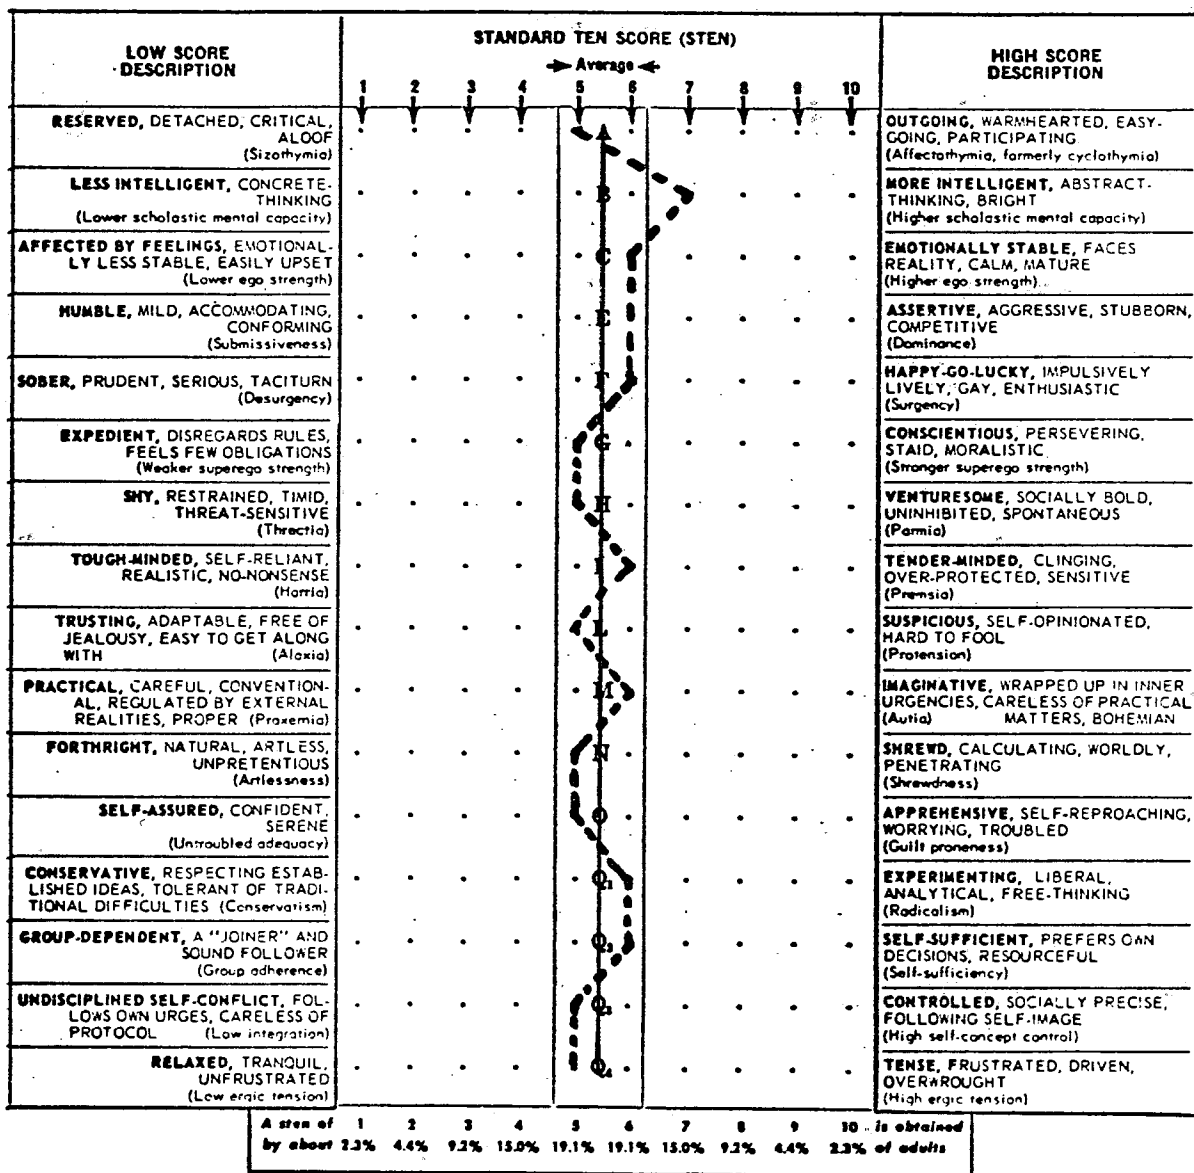 LOW SCORE
DESCRIPTION
STANDARD TEN SCORE (STEN)
Average
1 2 3 4 5 6 7 8 9 10
HIGH SCORE
DESCRIPTION
RESERVED, DETACHED, CRITICAL,
ALOOF
(Sizothymia)
A
OUTGOING, WARMHEARTED, EASY-
GOING, PARTICIPATING
(Affectothymia, formerly cyclothymia)
LESS INTELLIGENT, CONCRETE-
THINKING
(Lower scholastic mental capacity)
B
MORE INTELLIGENT, ABSTRACT-
THINKING, BRIGHT
(Higher scholastic mental capacity)
AFFECTED BY FEELINGS, EMOTIONAL-
LY LESS STABLE, EASILY UPSET
(Lower ego strength)
C
EMOTIONALLY STABLE, FACES
REALITY, CALM, MATURE
(Higher ego strength)
HUMBLE, MILD, ACCOMMODATING,
CONFORMING
(Submissiveness)
E
ASSERTIVE, AGGRESSIVE, STUBBORN,
COMPETITIVE
(Dominance)
SOBER, PRUDENT, SERIOUS, TACITURN
(Desurgency)
F
HAPPY-GO-LUCKY, IMPULSIVELY
LIVELY, GAY, ENTHUSIASTIC
(Surgency)
EXPEDIENT, DISREGARDS RULES,
FEELS FEW OBLIGATIONS
(Weaker superego strength)
G
CONSCIENTIOUS, PERSEVERING,
STAID, MORALISTIC
(Stronger superego strength)
SHY, RESTRAINED, TIMID,
THREAT-SENSITIVE
(Threctia)
H
VENTURESOME, SOCIALLY BOLD,
UNINHIBITED, SPONTANEOUS
(Parmia)
TOUGH-MINDED, SELF-RELIANT,
REALISTIC, NO-NONSENSE
(Harria)
I
TENDER-MINDED, CLINGING,
OVER-PROTECTED, SENSITIVE
(Premsia)
TRUSTING, ADAPTABLE, FREE OF
JEALOUSY, EASY TO GET ALONG
WITH (Alaxia)
L
SUSPICIOUS, SELF-OPINIONATED,
HARD TO FOOL
(Protension)
PRACTICAL, CAREFUL, CONVENTION-
AL, REGULATED BY EXTERNAL
REALITIES, PROPER (Praxernia)
M
IMAGINATIVE, WRAPPED UP IN INNER
URGENCIES, CARELESS OF PRACTICAL
(Autia) MATTERS, BOHEMIAN
FORTHRIGHT, NATURAL, ARTLESS,
UNPRETENTIOUS
(Artlessness)
N
SHREWD, CALCULATING, WORLDLY,
PENETRATING
(Shrewdness)
SELF-ASSURED, CONFIDENT,
SERENE
(Untroubled adequacy)
O
APPREHENSIVE, SELF-REPROACHING,
WORRYING, TROUBLED
(Guilt proneness)
CONSERVATIVE, RESPECTING ESTAB-
LISHED IDEAS, TOLERANT OF TRADI-
TIONAL DIFFICULTIES (Conservatism)
Q1
EXPERIMENTING, LIBERAL,
ANALYTICAL, FREE-THINKING
(Radicalism)
GROUP-DEPENDENT, A "JOINER" AND
SOUND FOLLOWER
(Group adherence)
Q2
SELF-SUFFICIENT, PREFERS OWN
DECISIONS, RESOURCEFUL
(Self-sufficiency)
UNDISCIPLINED SELF-CONFLICT, FOL-
LOWS OWN URGES, CARELESS OF
PROTOCOL (Low integration)
Q3
CONTROLLED, SOCIALLY PRECISE,
FOLLOWING SELF-IMAGE
(High self-concept control)
RELAXED, TRANQUIL,
UNFRUSTRATED
(Low ergic tension)
Q4
TENSE, FRUSTRATED, DRIVEN,
OVERWROUGHT
(High ergic tension)
A sten of 1 2 3 4 5 6 7 8 9 10 is obtained
by about 2.3% 4.4% 9.2% 15.0% 19.1% 19.1% 15.0% 9.2% 4.4% 2.3% of adults